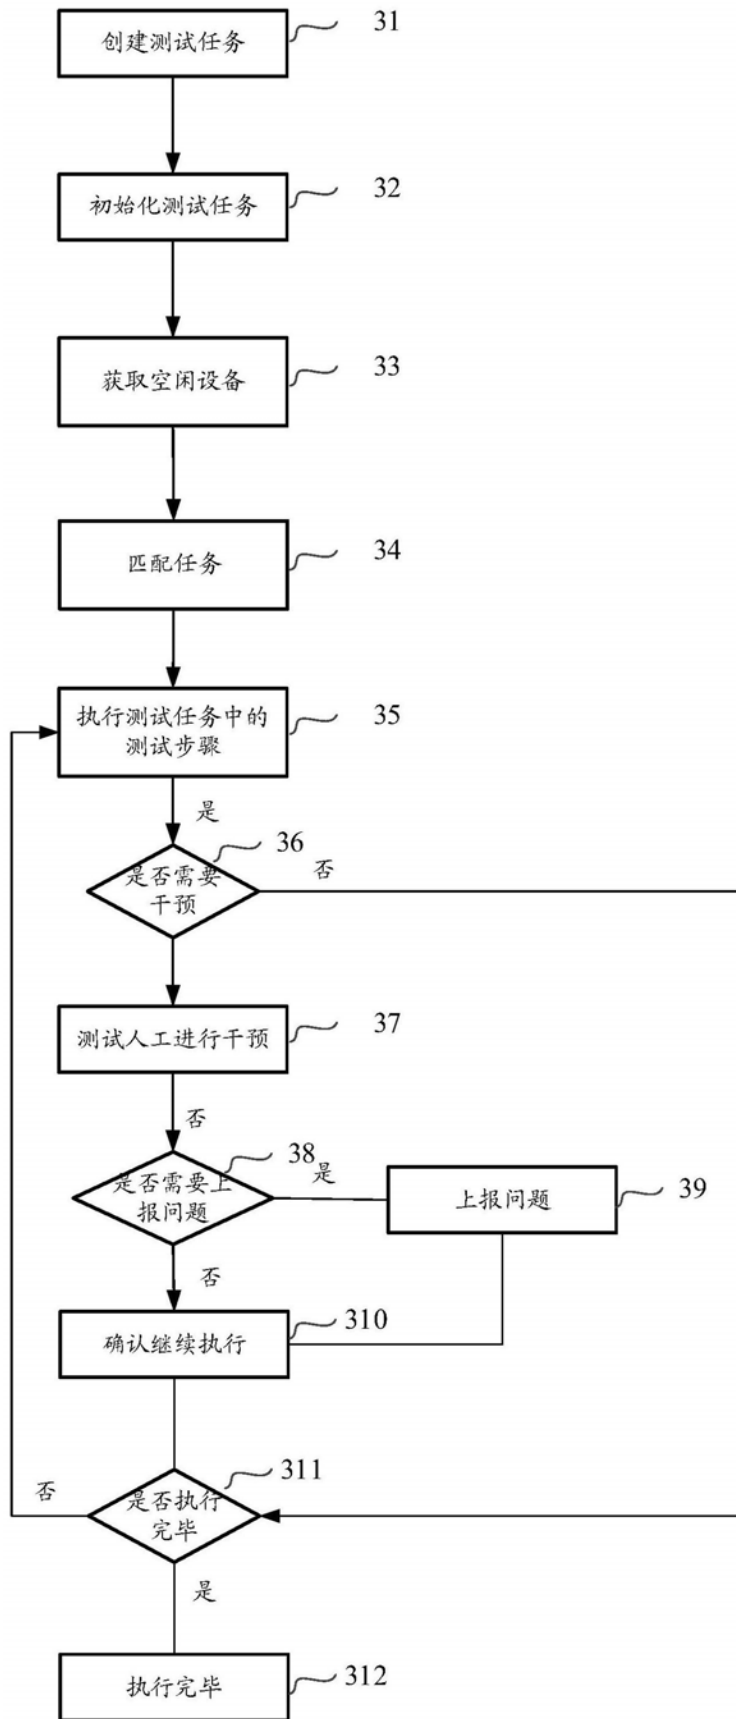 创建测试任务
31
初始化测试任务
32
获取空闲设备
33
匹配任务
34
执行测试任务中的
测试步骤
35
是
36
是否需要
干预
否
测试人工进行干预
37
否
38
是否需要上
报问题
是
上报问题
39
否
确认继续执行
310
否
311
是否执行
完毕
是
执行完毕
312